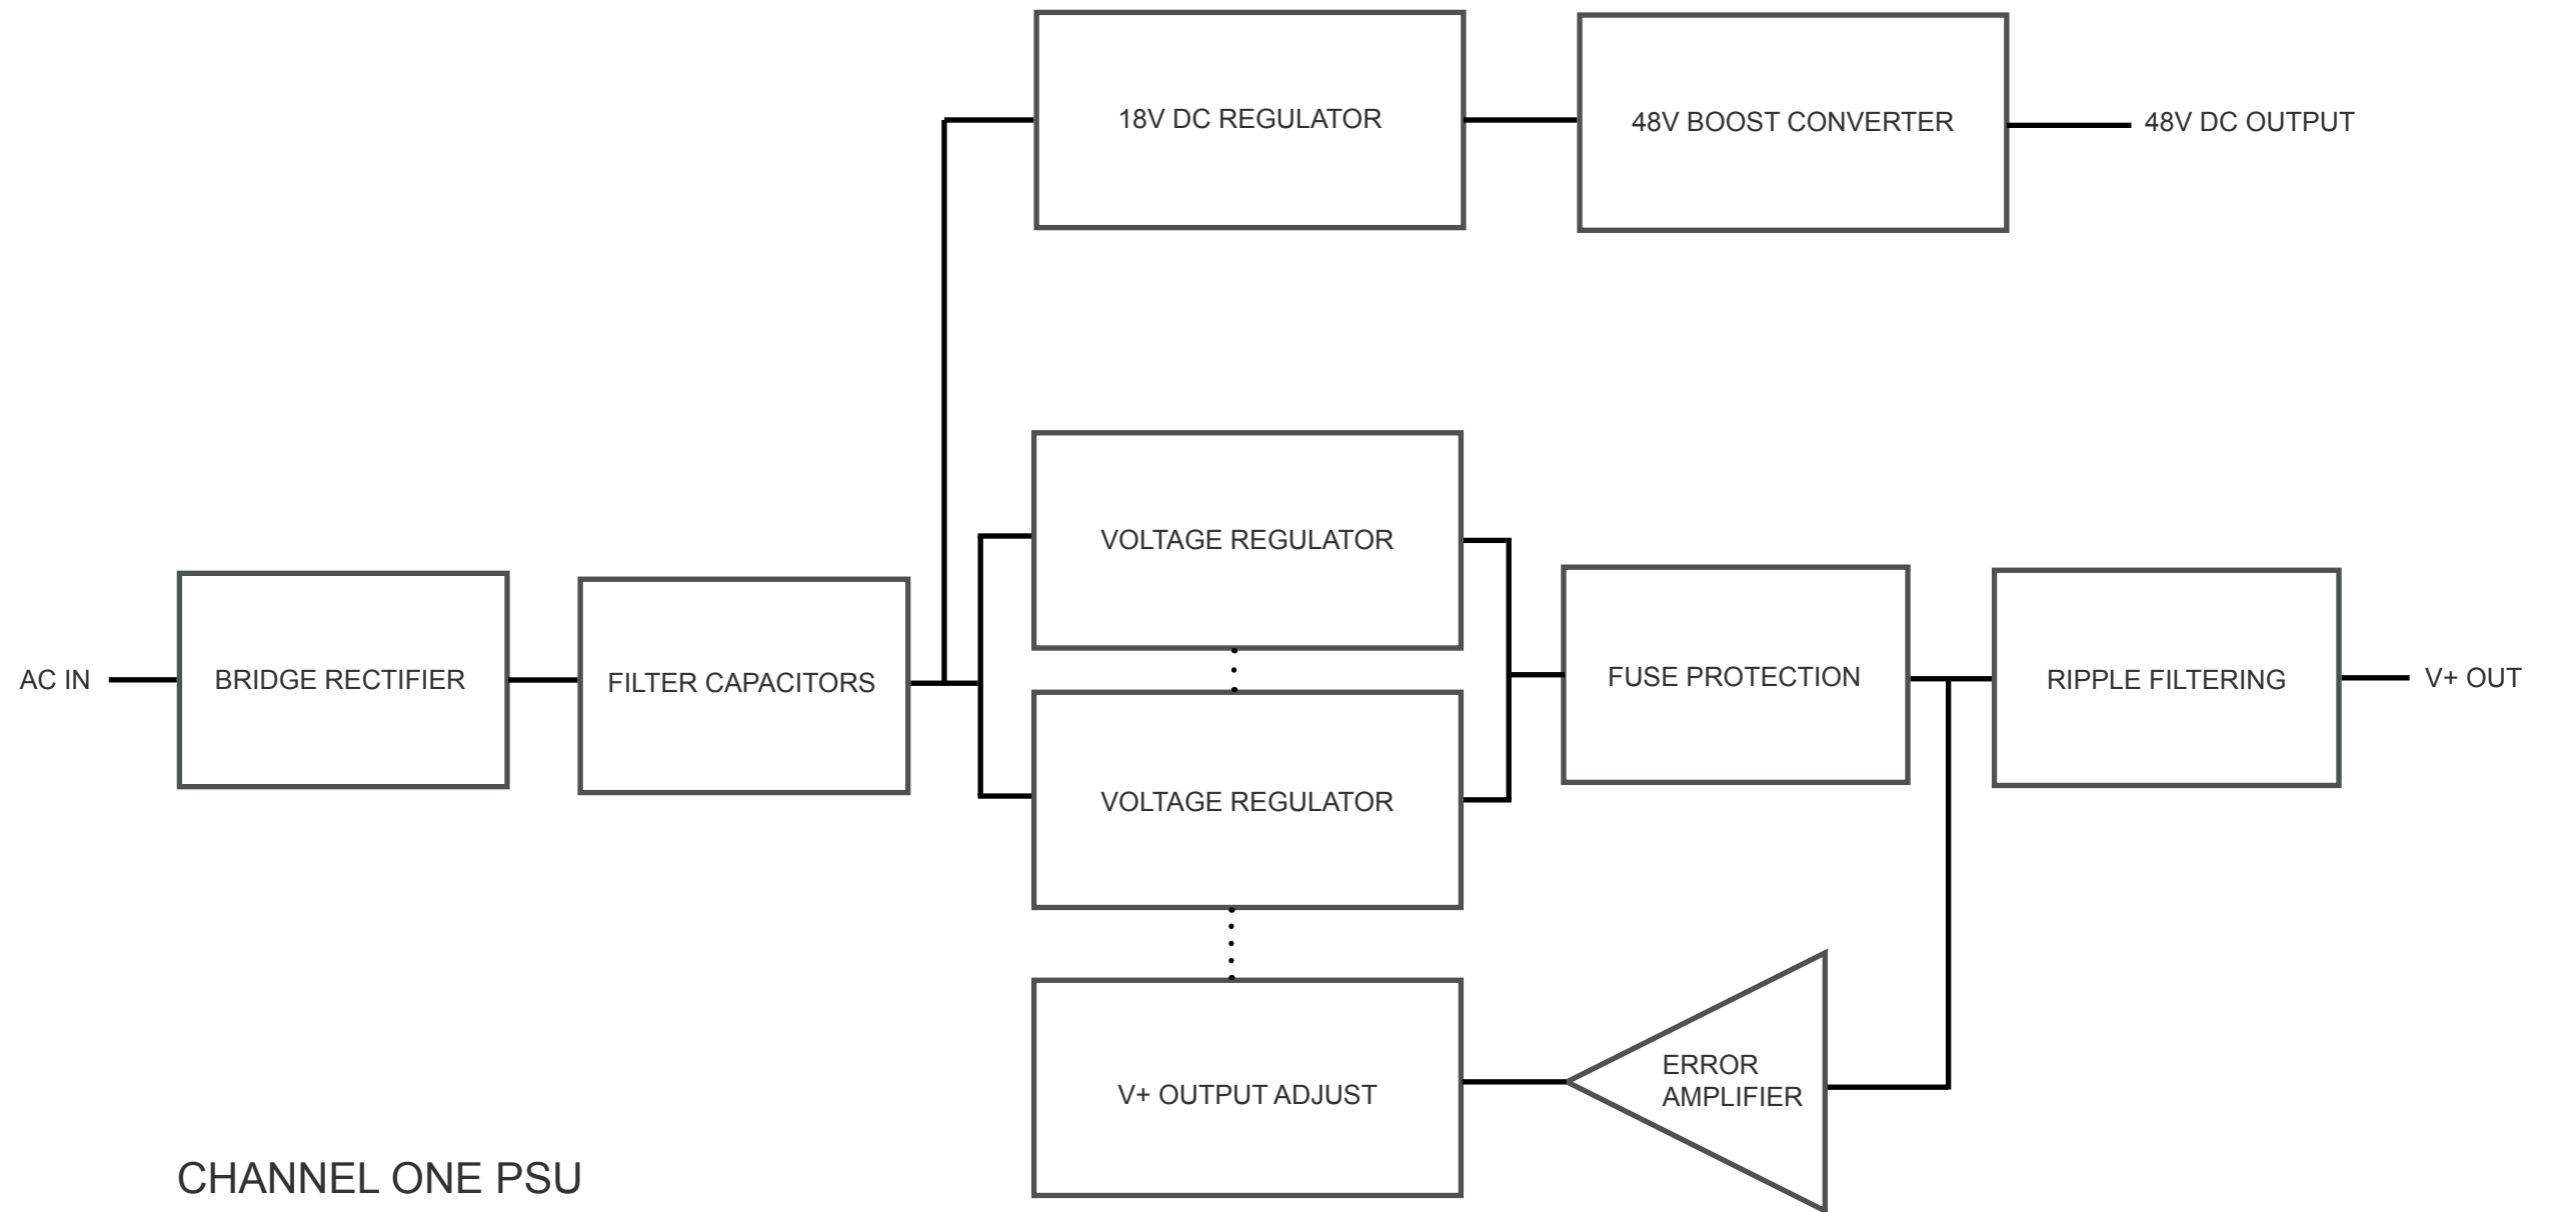 18V DC REGULATOR
48V BOOST CONVERTER
48V DC OUTPUT
VOLTAGE REGULATOR
AC IN
BRIDGE RECTIFIER
FILTER CAPACITORS
VOLTAGE REGULATOR
FUSE PROTECTION
RIPPLE FILTERING
V+ OUT
V+ OUTPUT ADJUST
ERROR
AMPLIFIER
CHANNEL ONE PSU